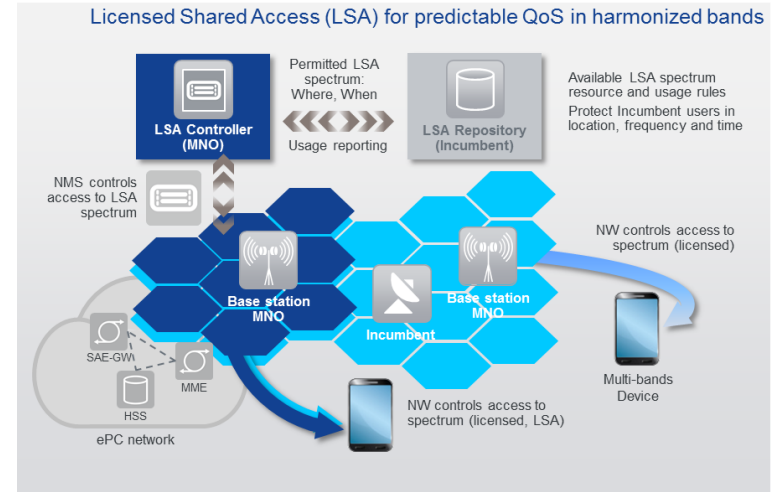 Licensed Shared Access (LSA) for predictable QoS in harmonized bands
LSA Controller
(MNO)
Permitted LSA
spectrum:
Where, When
Usage reporting
LSA Repository
(Incumbent)
Available LSA spectrum
resource and usage rules
Protect Incumbent users in
location, frequency and time
NMS controls
access to LSA
spectrum
NW controls access to
spectrum (licensed)
Base station
MNO
Incumbent
Base station
MNO
SAE-GW
MME
HSS
ePC network
NW controls access to
spectrum (licensed, LSA)
Multi-bands
Device